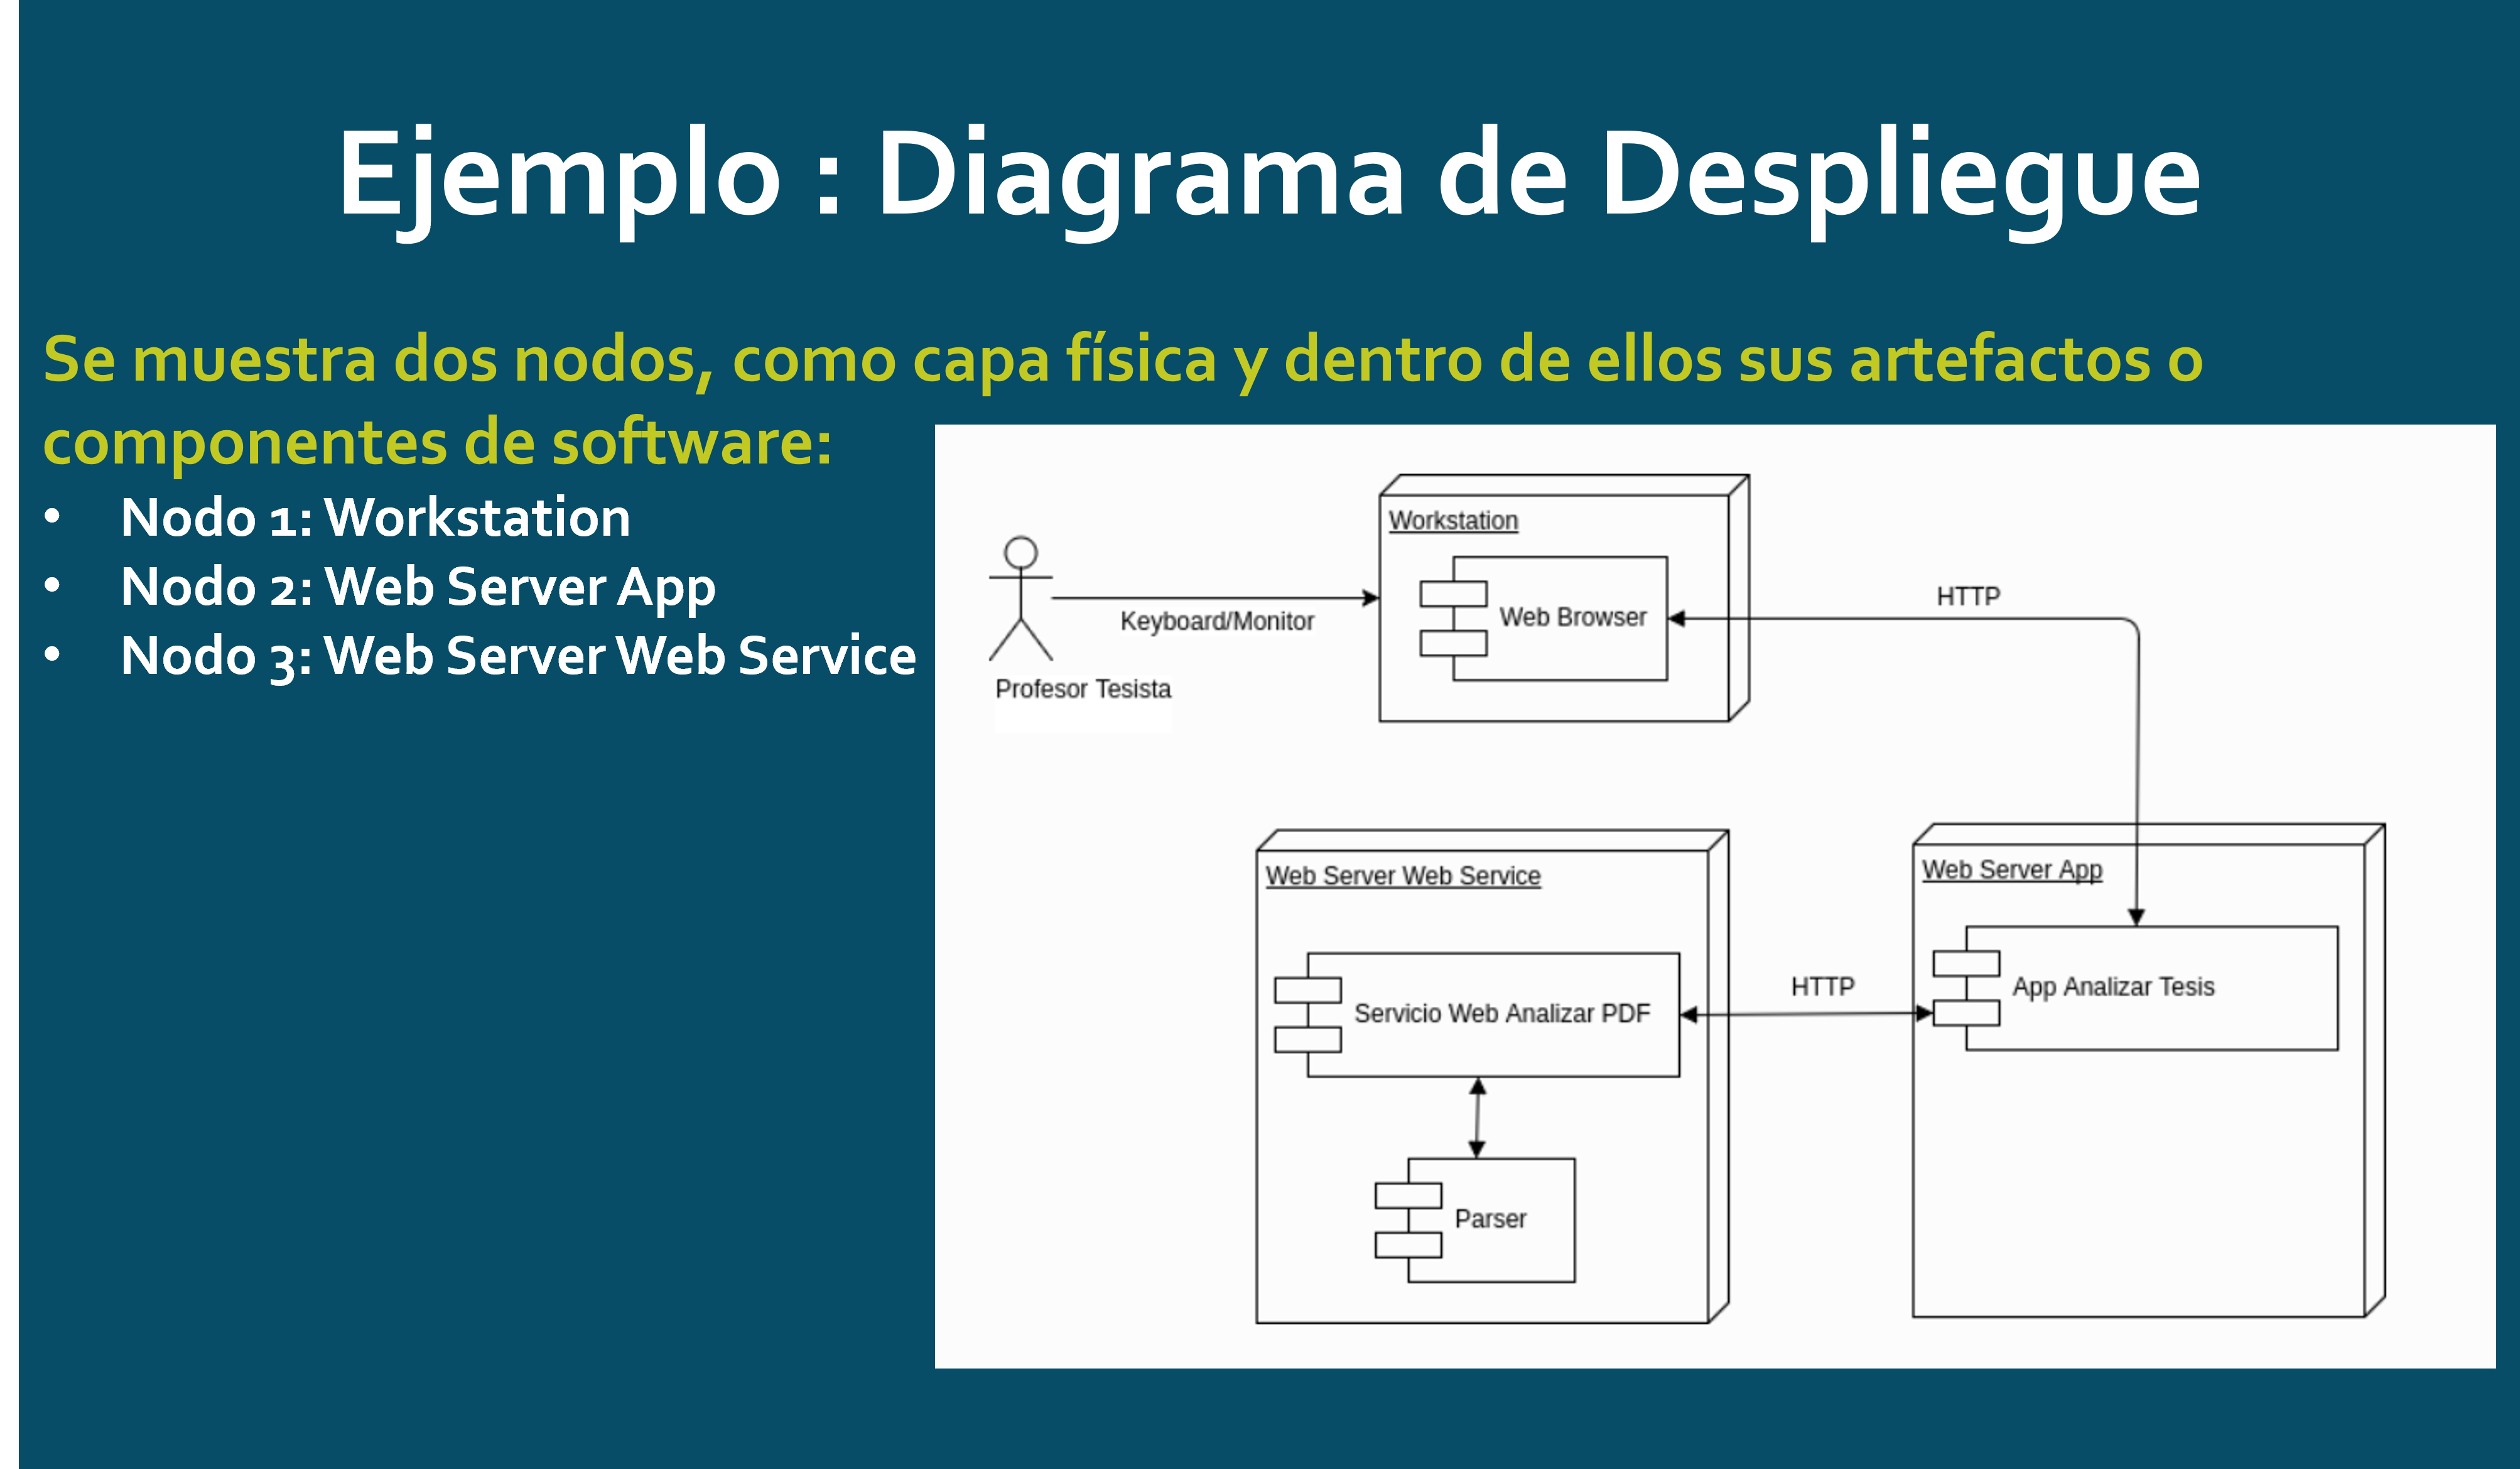 Ejemplo : Diagrama de Despliegue
Se muestra dos nodos, como capa física y dentro de ellos sus artefactos o
componentes de software:
• Nodo 1: Workstation
• Nodo 2: Web Server App
• Nodo 3: Web Server Web Service
Workstation
Web Browser
HTTP
Keyboard/Monitor
Profesor Tesista
Web Server Web Service
Web Server App
Servicio Web Analizar PDF
HTTP
App Analizar Tesis
Parser